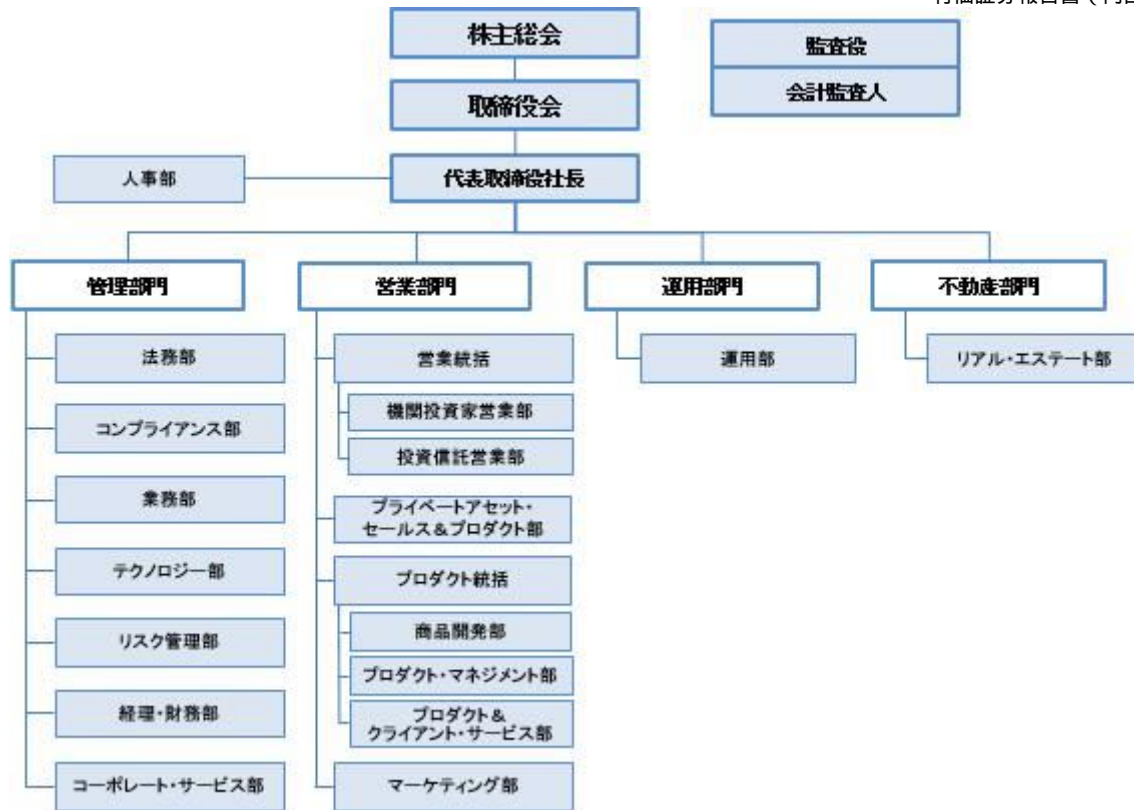 株主総会
監査役
取締役会
会計監査人
人事部
代表取締役社長
管理部門
営業部門
運用部門
不動産部門
法務部
コンプライアンス部
業務部
テクノロジー部
リスク管理部
経理・財務部
コーポレート・サービス部
営業統括
機関投資家営業部
投資信託営業部
プライベートアセット・
セールス&プロダクト部
プロダクト統括
商品開発部
プロダクト・マネジメント部
プロダクト&
クライアント・サービス部
マーケティング部
運用部
リアル・エステート部